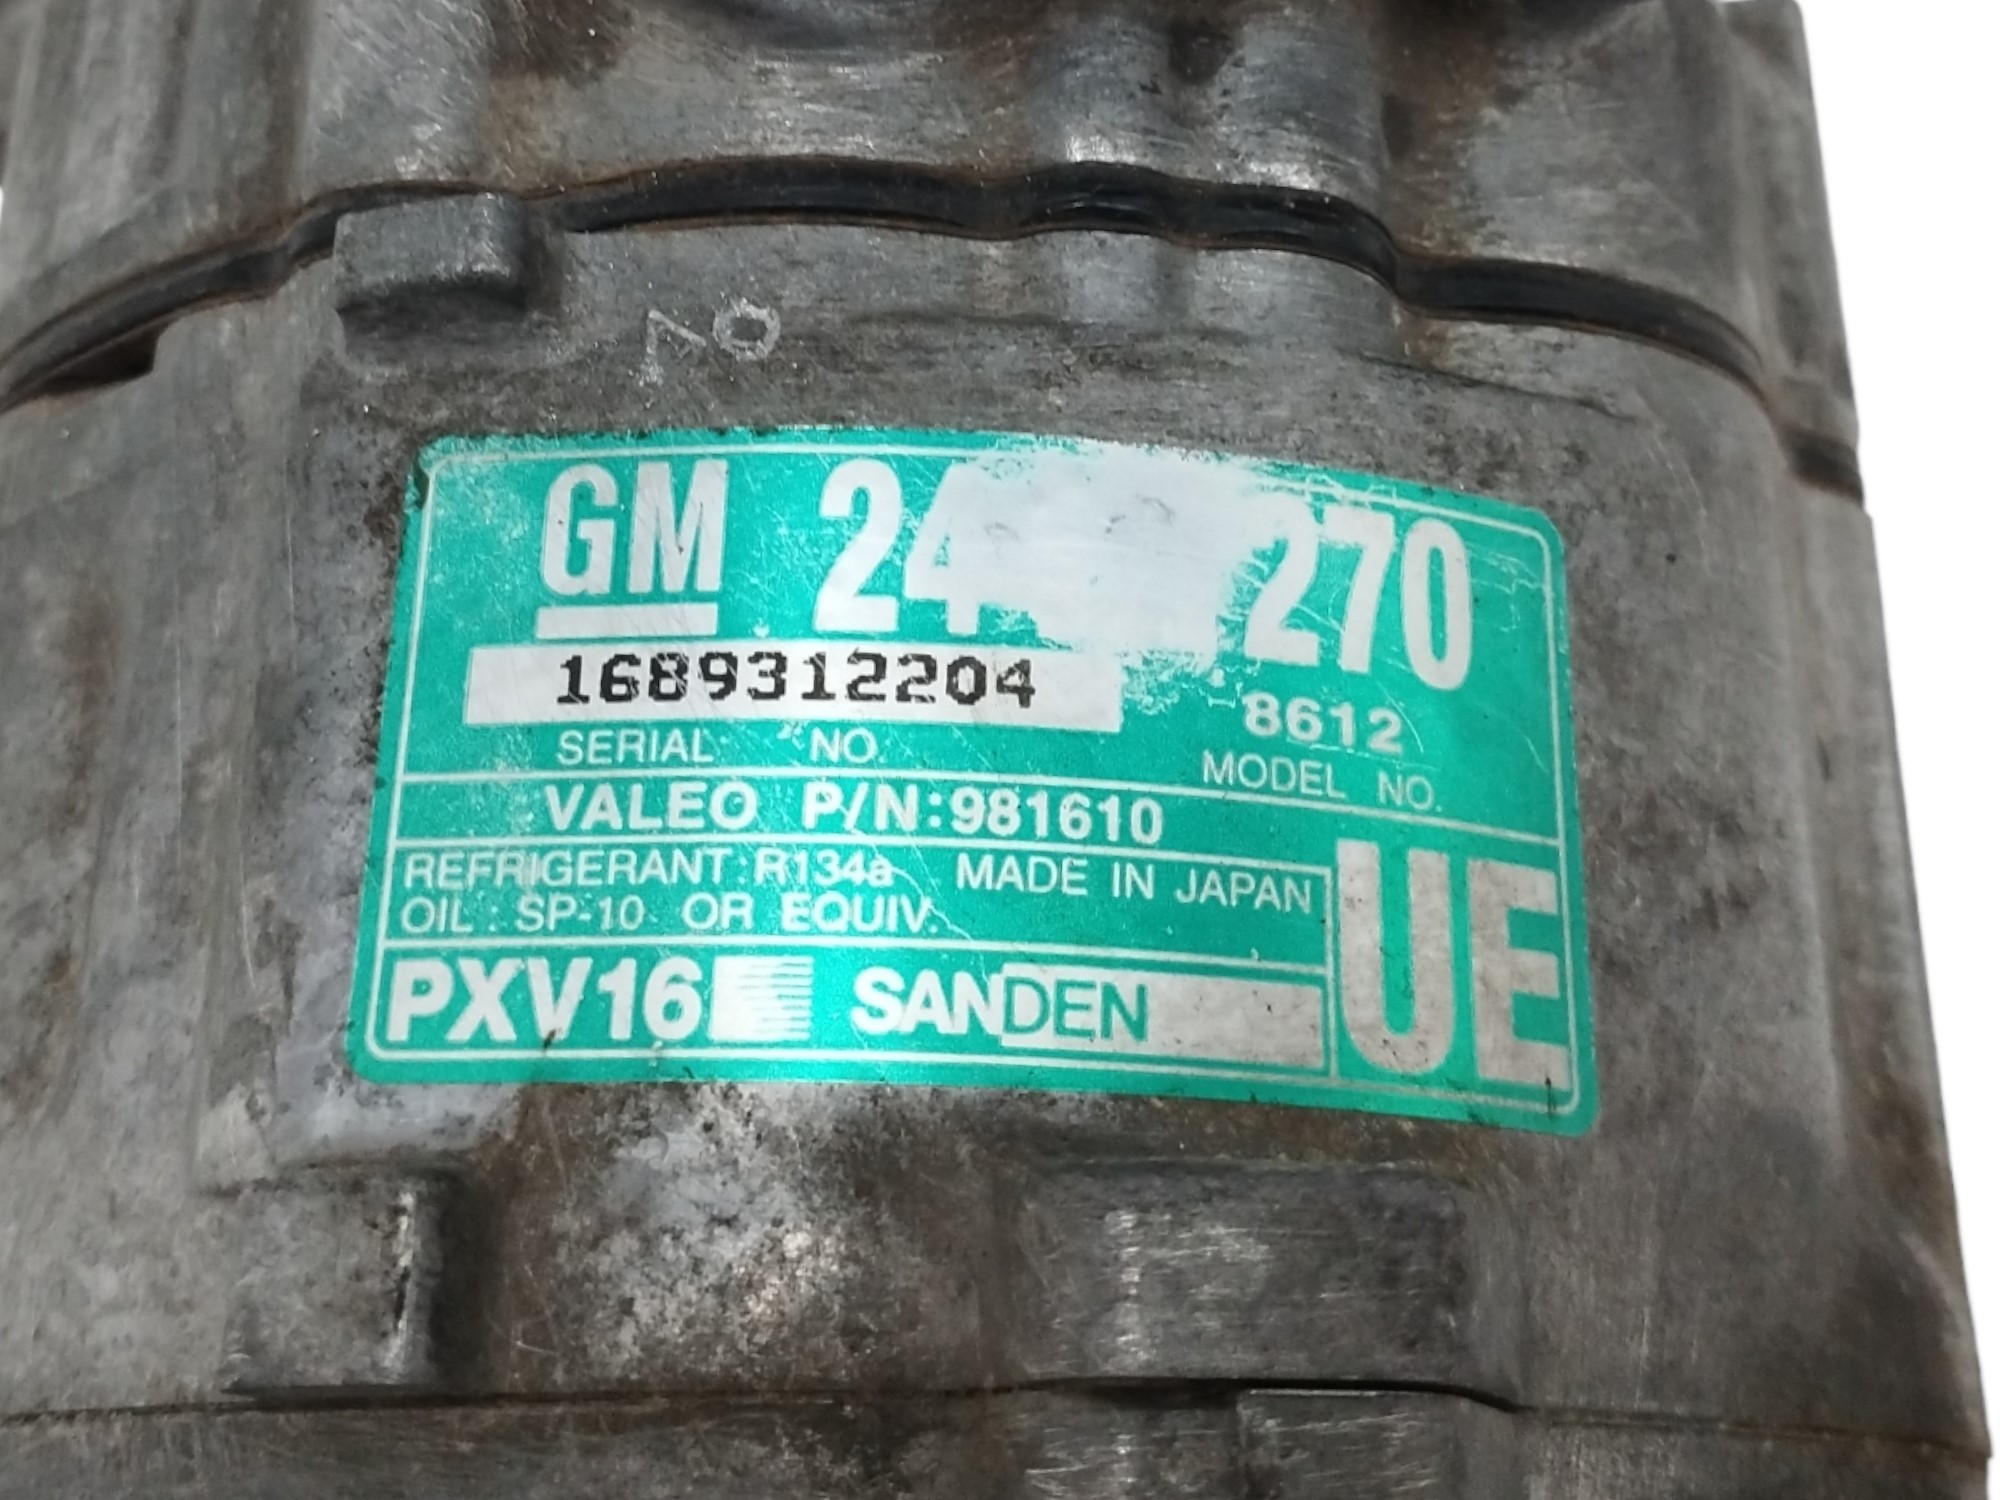 GM 24 270
1689312204
8612
SERIAL NO.
MODEL NO.
VALEO P/N:981610
REFRIGERANT:R134a MADE IN JAPAN
OIL: SP-10 OR EQUIV.
UE
PXV16 SANDEN